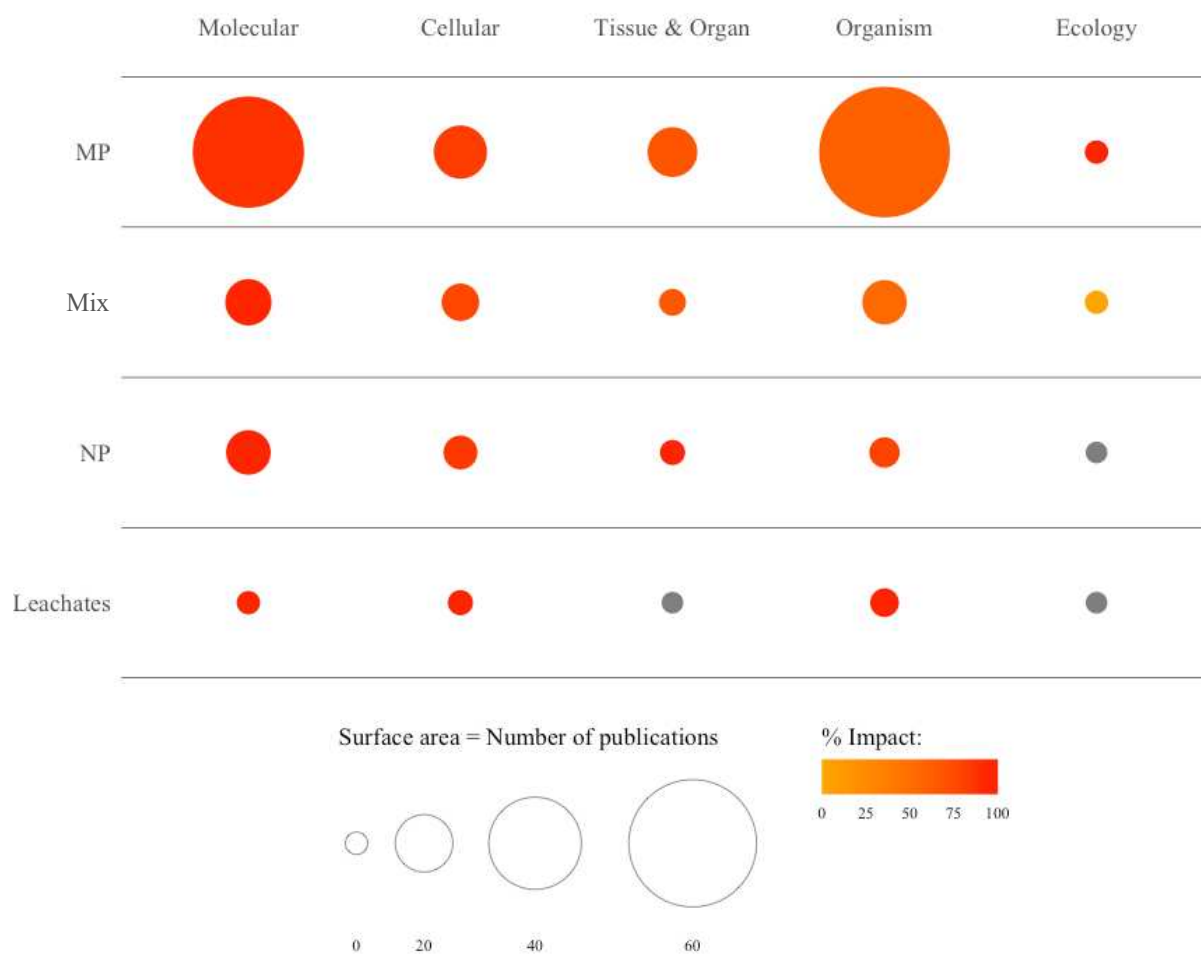 Molecular Cellular Tissue & Organ Organism Ecology
MP
Mix
NP
Leachates
Surface area = Number of publications % Impact:
0 25 50 75 100
0 20 40 60